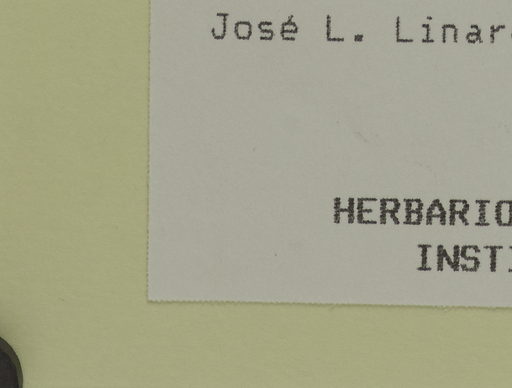 José L. Linar
HERBARIO
INSTI